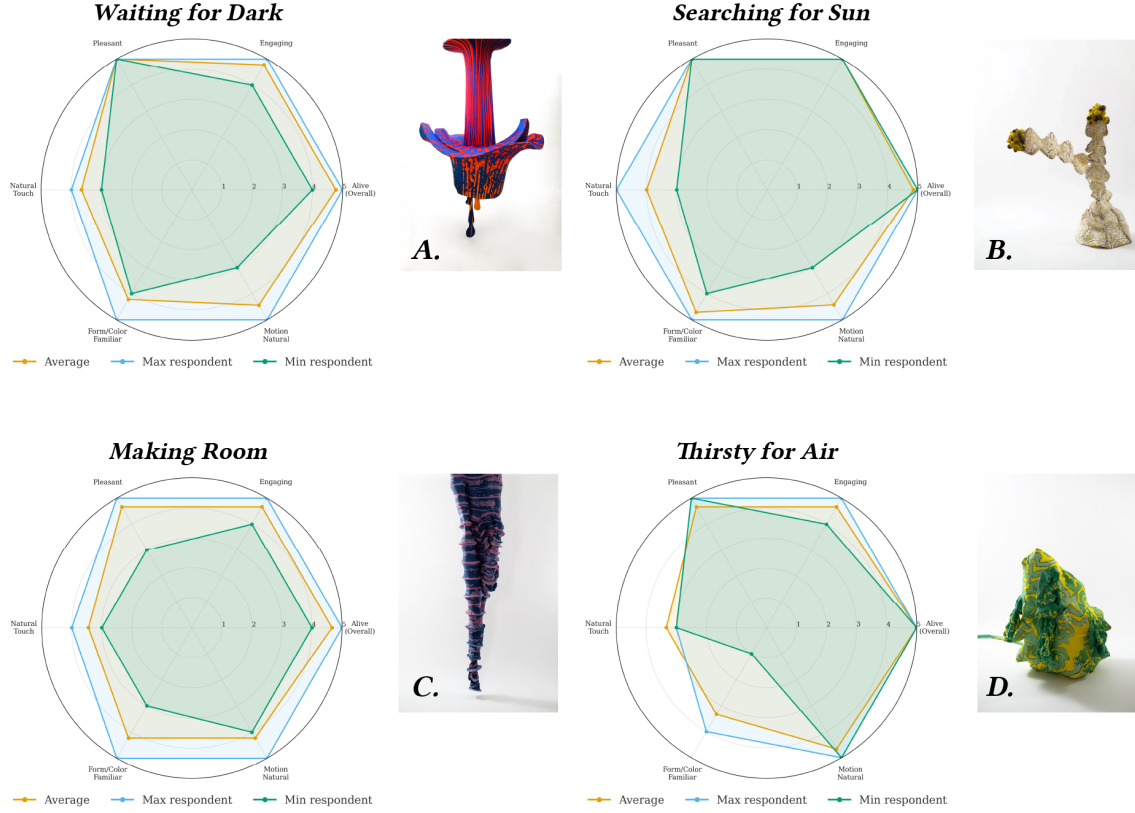 Waiting for Dark
Pleasant
Engaging
Natural
Touch
1
2
3
4
5
Alive
(Overall)
Form/Color
Familiar
Motion
Natural
Average
Max respondent
Min respondent
A.
Searching for Sun
Pleasant
Engaging
Natural
Touch
1
2
3
4
5
Alive
(Overall)
Form/Color
Familiar
Motion
Natural
Average
Max respondent
Min respondent
B.
Making Room
Pleasant
Engaging
Natural
Touch
1
2
3
4
5
Alive
(Overall)
Form/Color
Familiar
Motion
Natural
Average
Max respondent
Min respondent
C.
Thirsty for Air
Pleasant
Engaging
Natural
Touch
1
2
3
4
5
Alive
(Overall)
Form/Color
Familiar
Motion
Natural
Average
Max respondent
Min respondent
D.